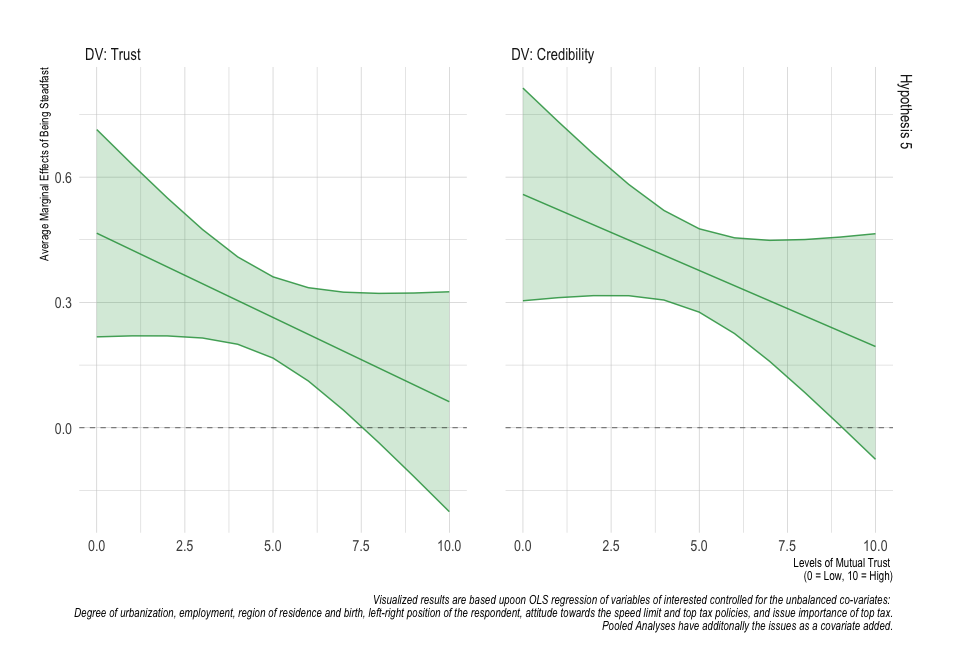 DV: Trust
DV: Credibility
Average Marginal Effects of Being Steadfast
Hypothesis 5
0.6
0.3
0.0
0.0 2.5 5.0 7.5 10.0
0.0 2.5 5.0 7.5 10.0
Levels of Mutual Trust
(0 = Low, 10 = High)
Visualized results are based upoon OLS regression of variables of interested controlled for the unbalanced co-variates:
Degree of urbanization, employment, region of residence and birth, left-right position of the respondent, attitude towards the speed limit and top tax policies, and issue importance of top tax.
Pooled Analyses have additonally the issues as a covariate added.